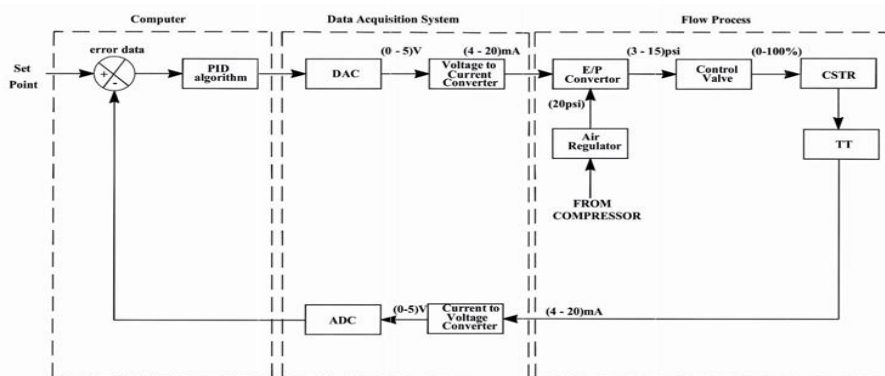 Computer
Data Acquisition System
Flow Process
error data
(0 - 5)V
(4 - 20)mA
(3 - 15)psi
(0-100%)
Set
Point
+
-
PID
algorithm
DAC
Voltage to
Current
Converter
E/P
Convertor
Control
Valve
CSTR
(20psi)
Air
Regulator
TT
FROM
COMPRESSOR
ADC
(0-5)V
Current to
Voltage
Converter
(4 - 20)mA